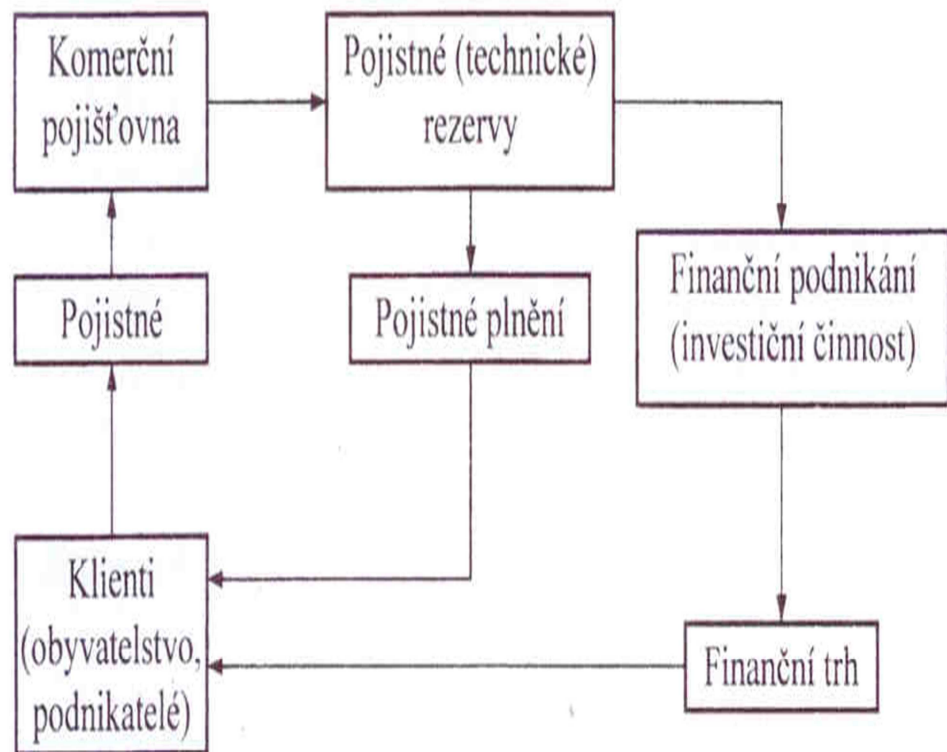 Komerční
pojišťovna
Pojistné (technické)
rezervy
Pojistné
Pojistné plnění
Finanční podnikání
(investiční činnost)
Klienti
(obyvatelstvo,
podnikatelé)
Finanční trh